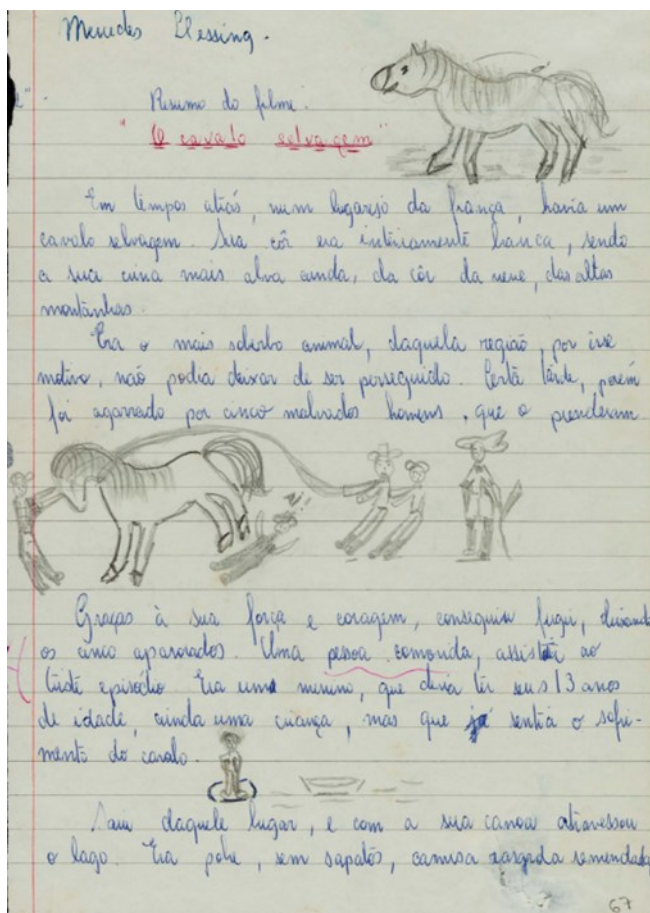 Mercedes Blessing.
Resumo do filme.
"O cavalo selvagem"
Em tempos atrás, num lugarejo da frança, havia um
cavalo selvagem. Sua côr era inteiramente branca, sendo
a sua crina mais alva ainda, da côr da neve, das altas
montanhas.
Era o mais soberbo animal, daquela região, por isse
motivo, não podia deixar de ser perseguido. Certa tarde, porém
foi agarrado por cinco malvados homens, que o prenderam
Ai!!
Graças à sua força e coragem, conseguiu fugir, deixando
os cinco apavorados. Uma pessoa comovida, assistiu ao
triste episódio Era um menino, que devia ter seus 13 anos
de idade, ainda uma criança, mas que já sentia o sofri-
mento do cavalo.
Saiu daquele lugar, e com a sua canoa atravessou
o lago. Era pobre, sem sapatos, camisa rasgada remendada
67